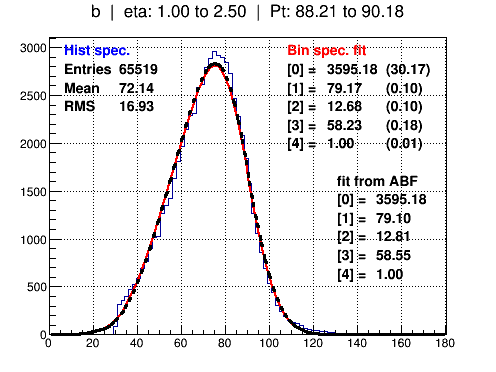 b | eta: 1.00 to 2.50 | Pt: 88.21 to 90.18
Hist spec.
Entries 65519
Mean 72.14
RMS 16.93
Bin spec. fit
[0] = 3595.18 (30.17)
[1] = 79.17 (0.10)
[2] = 12.68 (0.10)
[3] = 58.23 (0.18)
[4] = 1.00 (0.01)
fit from ABF
[0] = 3595.18
[1] = 79.10
[2] = 12.81
[3] = 58.55
[4] = 1.00
3000
2500
2000
1500
1000
500
0
0 20 40 60 80 100 120 140 160 180